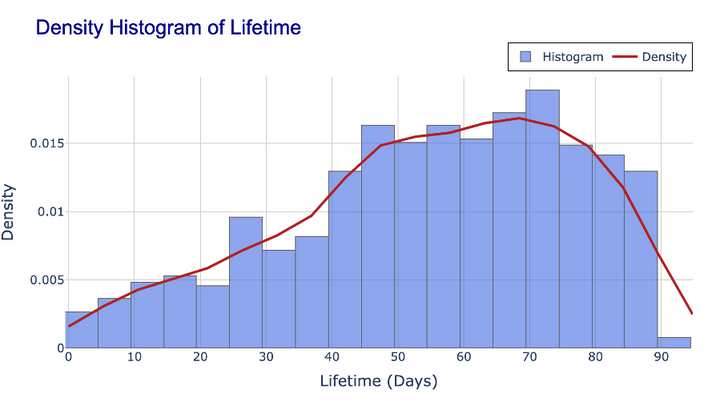 Density Histogram of Lifetime
Histogram Density
0.015
0.01
0.005
0
Density
0 10 20 30 40 50 60 70 80 90
Lifetime (Days)